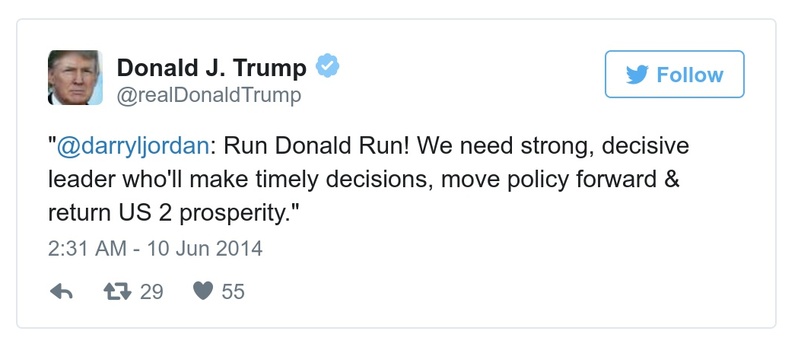 Donald J. Trump
Follow
@realDonaldTrump
"@darryljordan: Run Donald Run! We need strong, decisive
leader who'll make timely decisions, move policy forward &
return US 2 prosperity."
2:31 AM - 10 Jun 2014
29 55